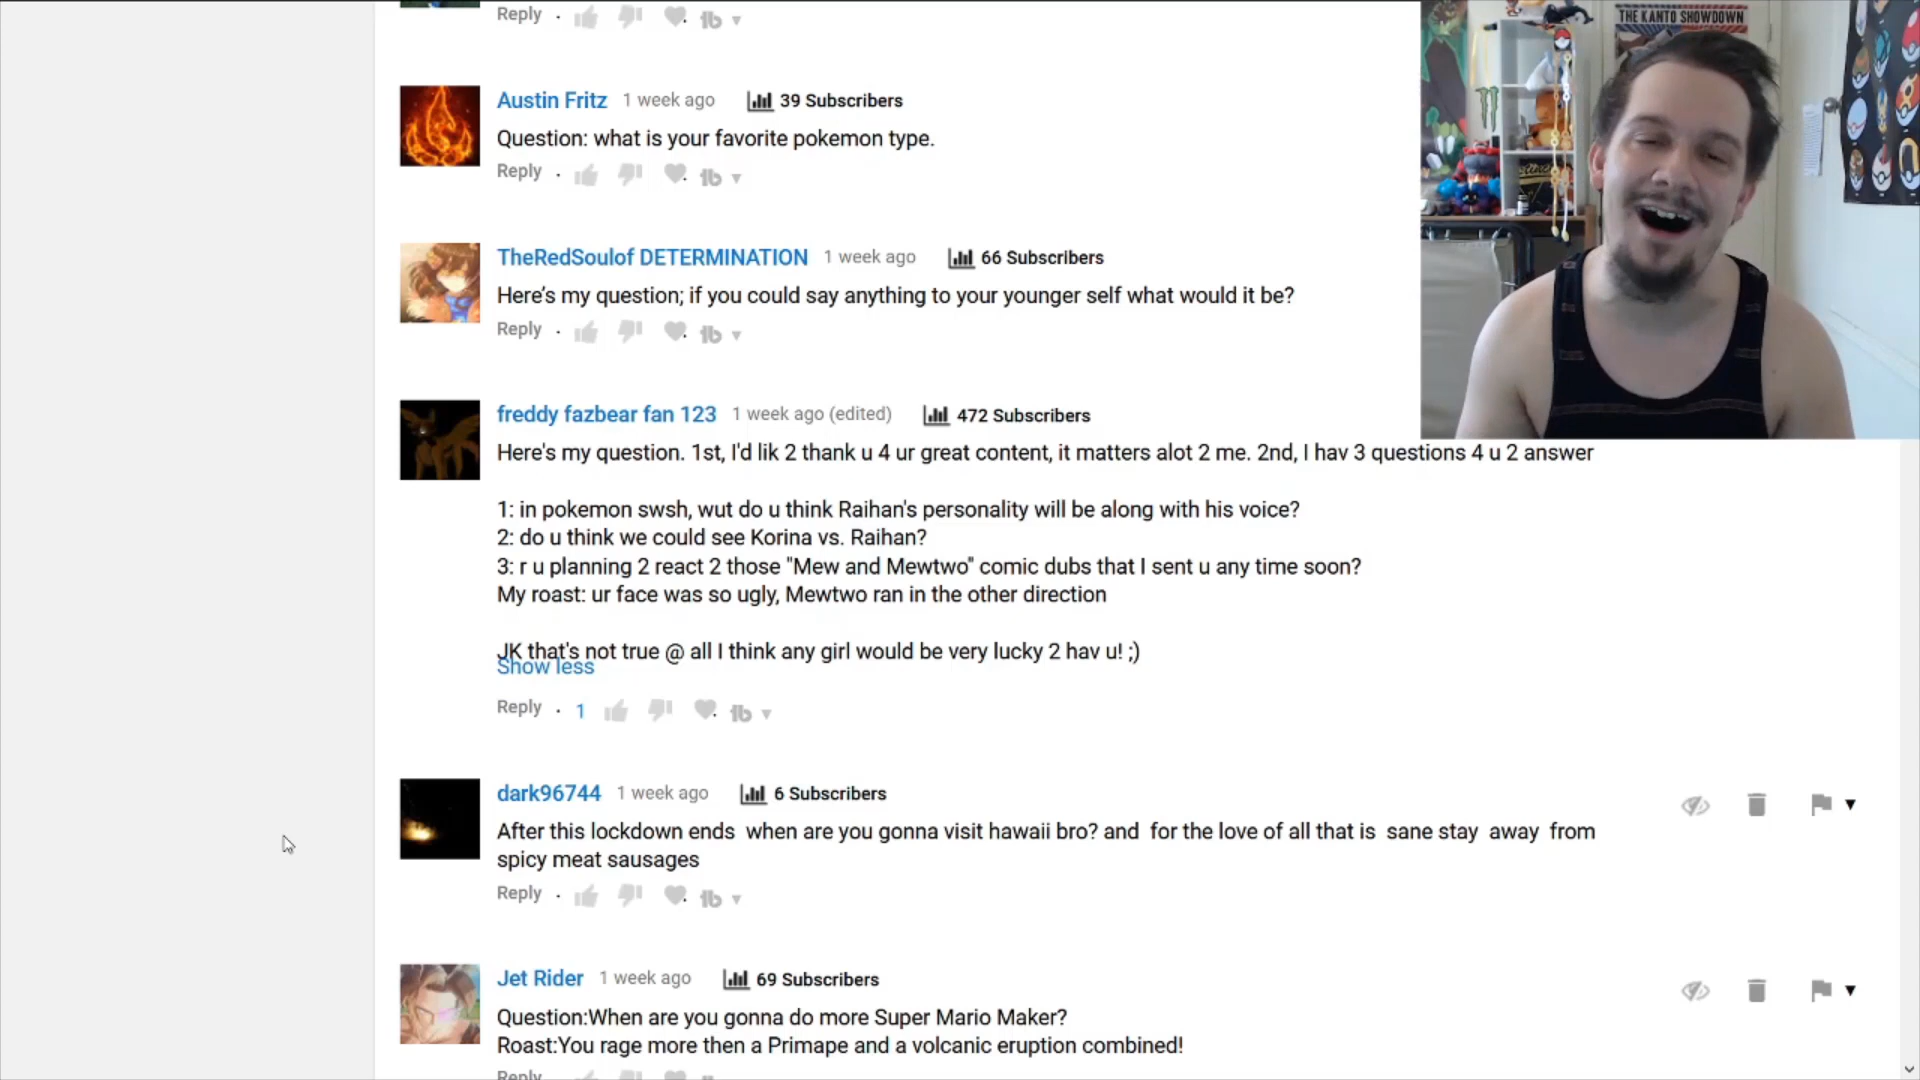 Reply
THE KANTO SHOWDOWN
Austin Fritz 1 week ago 39 Subscribers
Question: what is your favorite pokemon type.
Reply
TheRedSoulof DETERMINATION 1 week ago 66 Subscribers
Here's my question; if you could say anything to your younger self what would it be?
Reply
freddy fazbear fan 123 1 week ago (edited) 472 Subscribers
Here's my question. 1st, I'd lik 2 thank u 4 ur great content, it matters alot 2 me. 2nd, I hav 3 questions 4 u 2 answer
1: in pokemon swsh, wut do u think Raihan's personality will be along with his voice?
2: do u think we could see Korina vs. Raihan?
3: r u planning 2 react 2 those "Mew and Mewtwo" comic dubs that I sent u any time soon?
My roast: ur face was so ugly, Mewtwo ran in the other direction
JK that's not true @ all I think any girl would be very lucky 2 hav u! ;)
Show less
Reply · 1
dark96744 1 week ago 6 Subscribers
After this lockdown ends when are you gonna visit hawaii bro? and for the love of all that is sane stay away from
spicy meat sausages
Reply
Jet Rider 1 week ago 69 Subscribers
Question:When are you gonna do more Super Mario Maker?
Roast:You rage more then a Primape and a volcanic eruption combined!
Reply